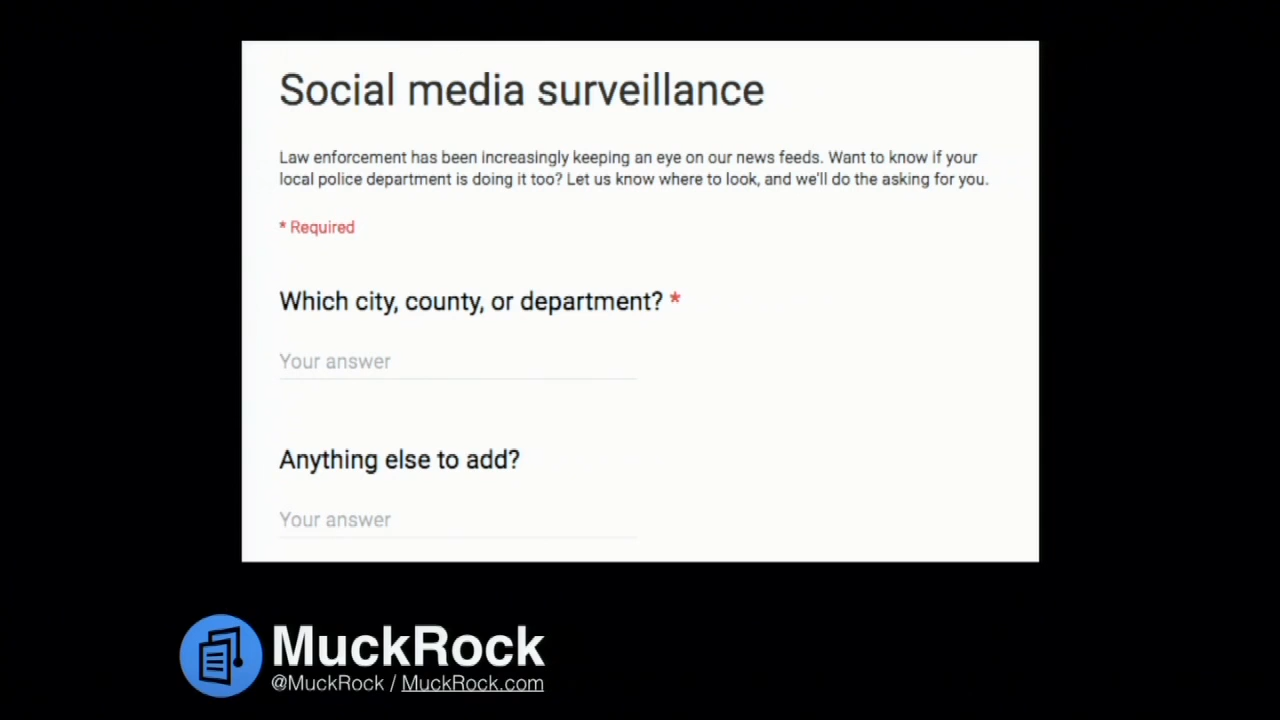 Social media surveillance
Law enforcement has been increasingly keeping an eye on our news feeds. Want to know if your
local police department is doing it too? Let us know where to look, and we'll do the asking for you.
* Required
Which city, county, or department? *
Your answer
Anything else to add?
Your answer
MuckRock
@MuckRock / MuckRock.com